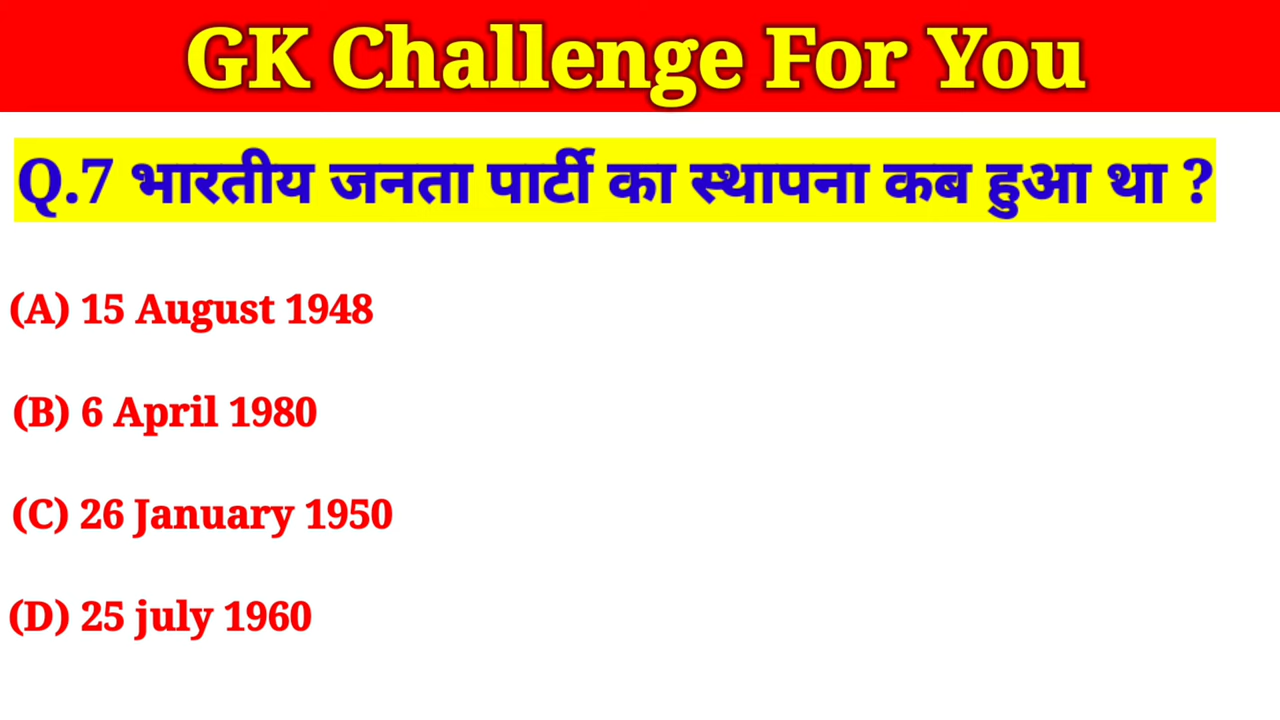 GK Challenge For You
Q.7 भारतीय जनता पार्टी का स्थापना कब हुआ था ?
(A) 15 August 1948
(B) 6 April 1980
(C) 26 January 1950
(D) 25 july 1960